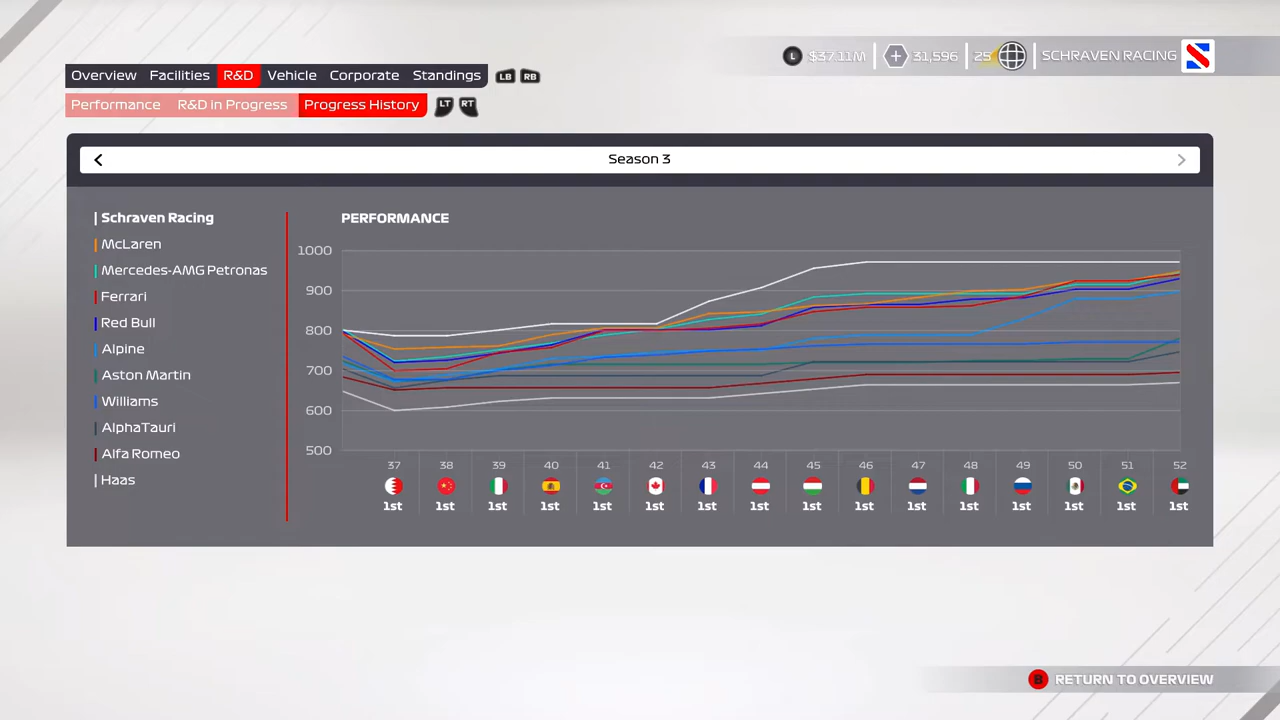 $37.11M 31,596 25 SCHRAVEN RACING
Overview Facilities R&D Vehicle Corporate Standings LB RB
Performance R&D in Progress Progress History LT RT
Season 3
Schraven Racing
McLaren
Mercedes-AMG Petronas
Ferrari
Red Bull
Alpine
Aston Martin
Williams
AlphaTauri
Alfa Romeo
Haas
PERFORMANCE
1000
900
800
700
600
500
37 38 39 40 41 42 43 44 45 46 47 48 49 50 51 52
1st 1st 1st 1st 1st 1st 1st 1st 1st 1st 1st 1st 1st 1st 1st 1st
B RETURN TO OVERVIEW